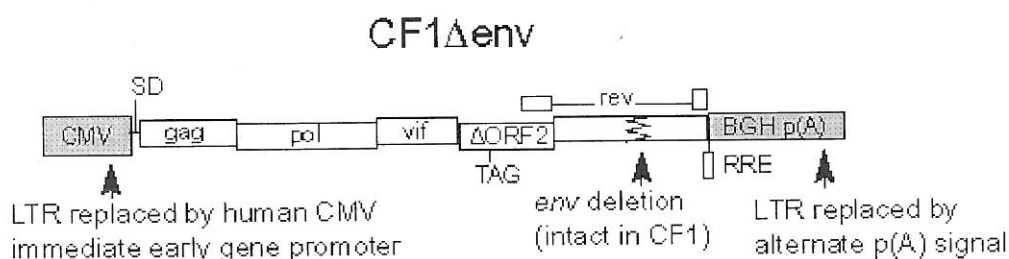 CF1Δenv
SD
rev
CMV gag pol vif ΔORF2 BGH p(A)
TAG
RRE
LTR replaced by human CMV
immediate early gene promoter
env deletion
(intact in CF1)
LTR replaced by
alternate p(A) signal